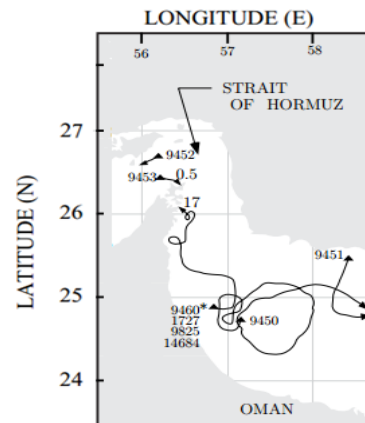 LONGITUDE (E)
56 57 58
STRAIT
OF HORMUZ
LATITUDE (N)
27
26
25
24
9452
9453
0.5
17
9451
9460*
1727
9825
14684
9450
OMAN